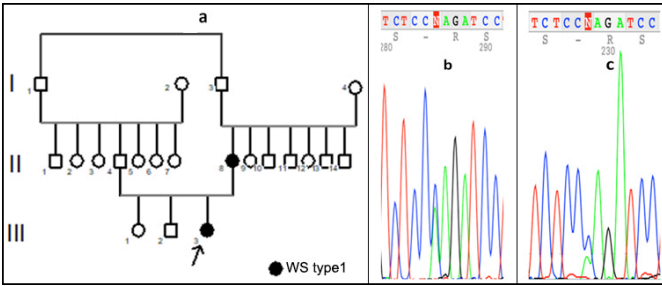 a
I
1
2
3
4
II
1
2
3
4
5
6
7
8
9
10
11
12
13
14
III
1
2
3
WS type1
b
TCTCCNAGATCC
S - R S
280 290
c
TCTCCNAGATCC
S - R S
230